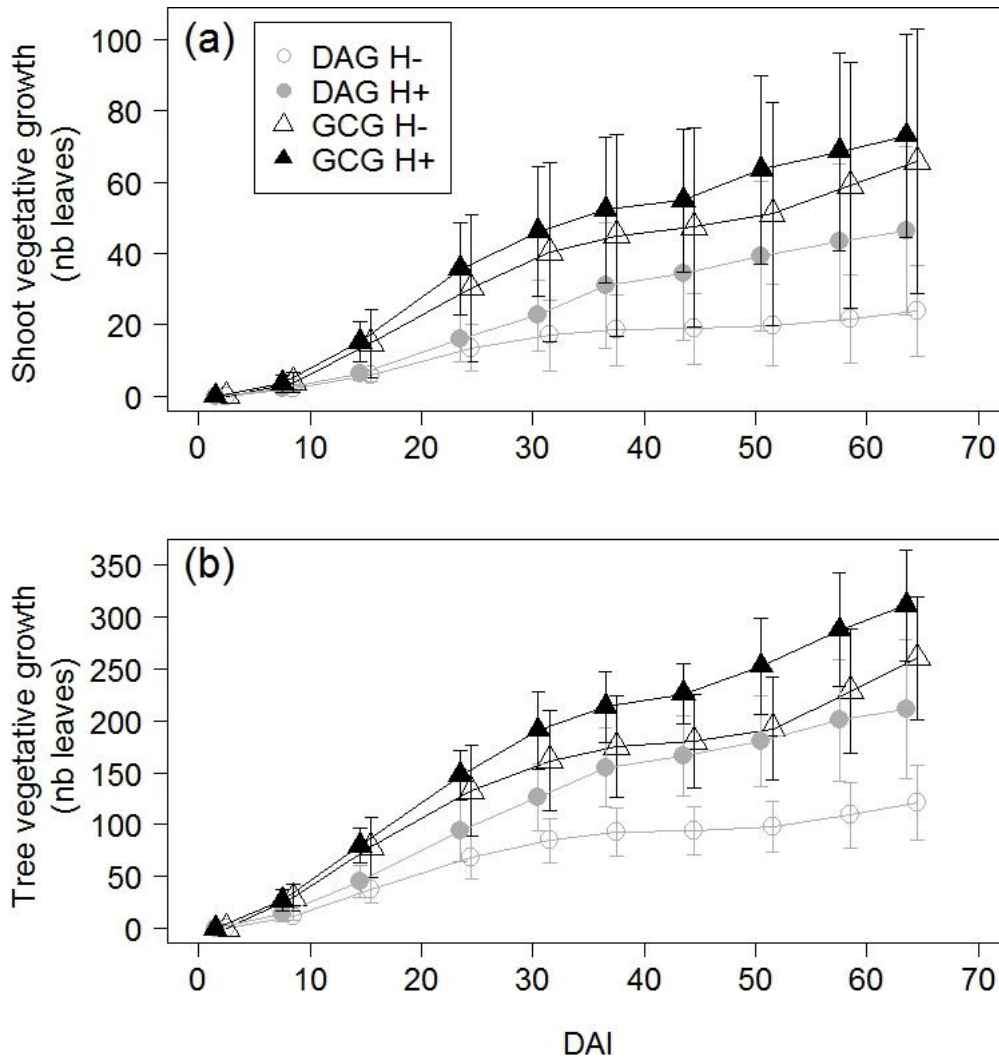 (a)
DAG H-
DAG H+
GCG H-
GCG H+
Shoot vegetative growth
(nb leaves)
100
80
60
40
20
0
0 10 20 30 40 50 60 70
(b)
Tree vegetative growth
(nb leaves)
350
300
250
200
150
100
50
0
0 10 20 30 40 50 60 70
DAI